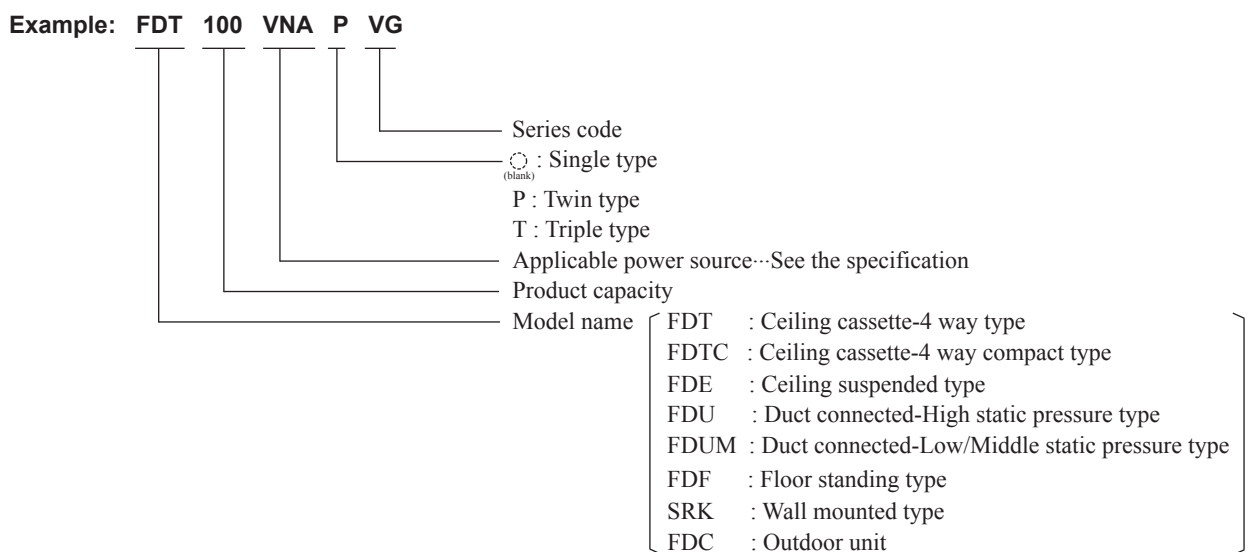 Example: FDT 100 VNA P VG
Series code
◌ : Single type
(blank)
P : Twin type
T : Triple type
Applicable power source···See the specification
Product capacity
Model name
FDT : Ceiling cassette-4 way type
FDTC : Ceiling cassette-4 way compact type
FDE : Ceiling suspended type
FDU : Duct connected-High static pressure type
FDUM : Duct connected-Low/Middle static pressure type
FDF : Floor standing type
SRK : Wall mounted type
FDC : Outdoor unit